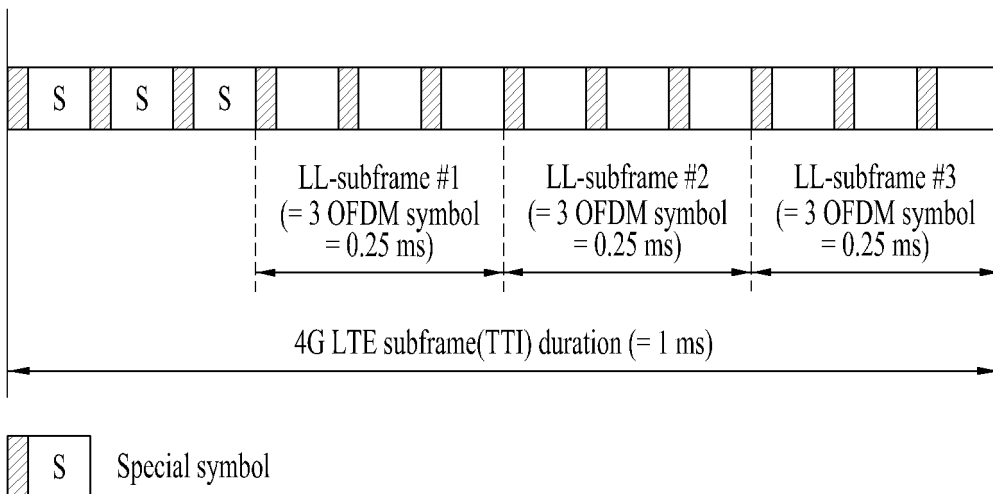 S S S
LL-subframe #1
(= 3 OFDM symbol
= 0.25 ms)
LL-subframe #2
(= 3 OFDM symbol
= 0.25 ms)
LL-subframe #3
(= 3 OFDM symbol
= 0.25 ms)
4G LTE subframe(TTI) duration (= 1 ms)
S Special symbol